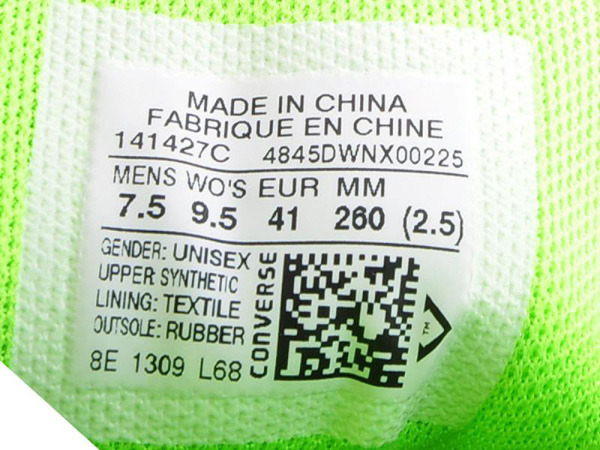 MADE IN CHINA
FABRIQUE EN CHINE
141427C 4845DWNX00225
MENS WO'S EUR MM
7.5 9.5 41 260 (2.5)
GENDER: UNISEX
UPPER: SYNTHETIC
LINING: TEXTILE
OUTSOLE: RUBBER
8E 1309 L68
CONVERSE
TM